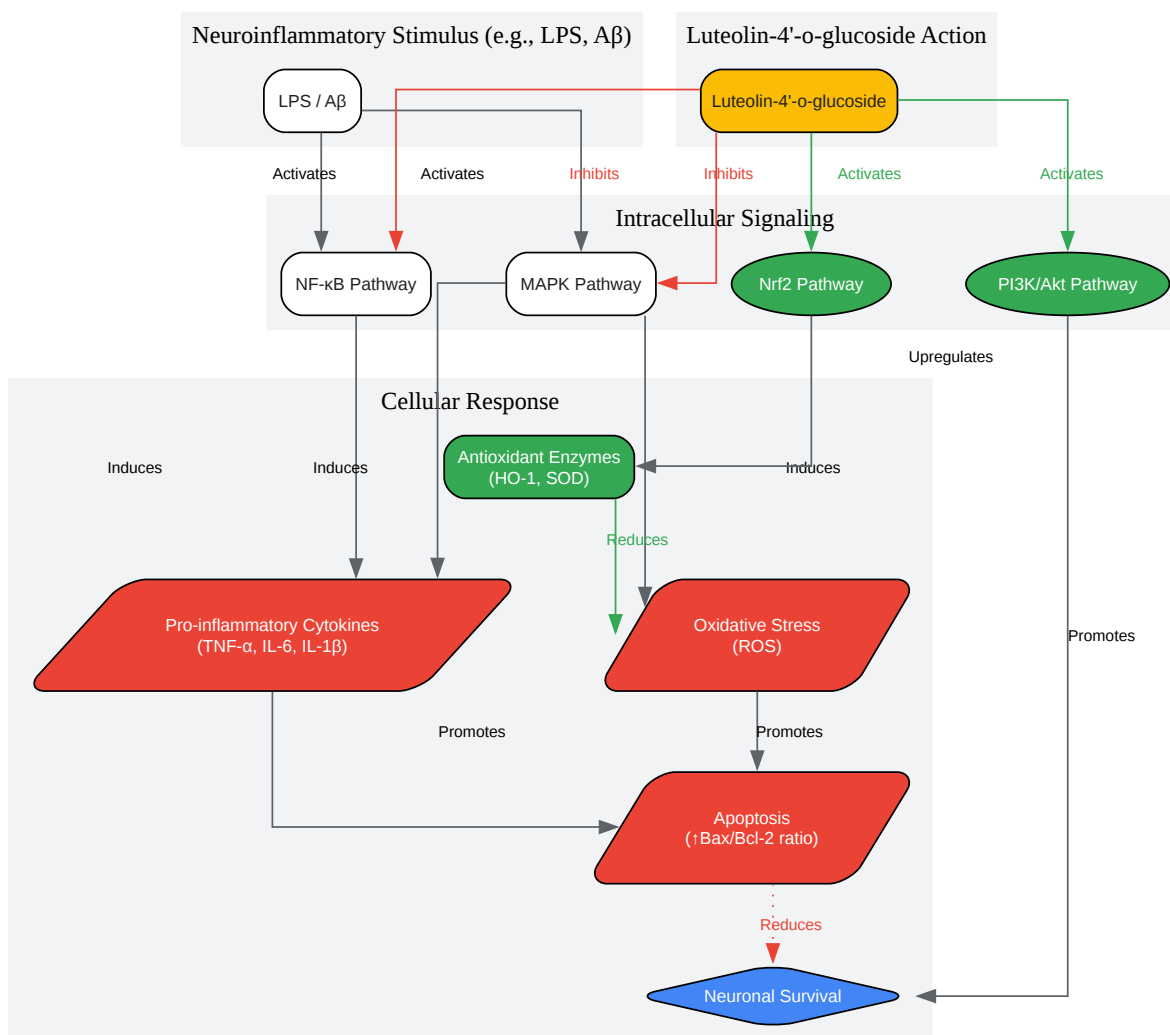 Neuroinflammatory Stimulus (e.g., LPS, Aβ)
Luteolin-4'-o-glucoside Action
LPS / Aβ
Luteolin-4'-o-glucoside
Activates
Activates
Inhibits
Inhibits
Activates
Activates
Intracellular Signaling
NF-κB Pathway
MAPK Pathway
Nrf2 Pathway
PI3K/Akt Pathway
Upregulates
Cellular Response
Induces
Induces
Antioxidant Enzymes
(HO-1, SOD)
Induces
Reduces
Pro-inflammatory Cytokines
(TNF-α, IL-6, IL-1β)
Oxidative Stress
(ROS)
Promotes
Promotes
Promotes
Apoptosis
(↑Bax/Bcl-2 ratio)
Reduces
Neuronal Survival